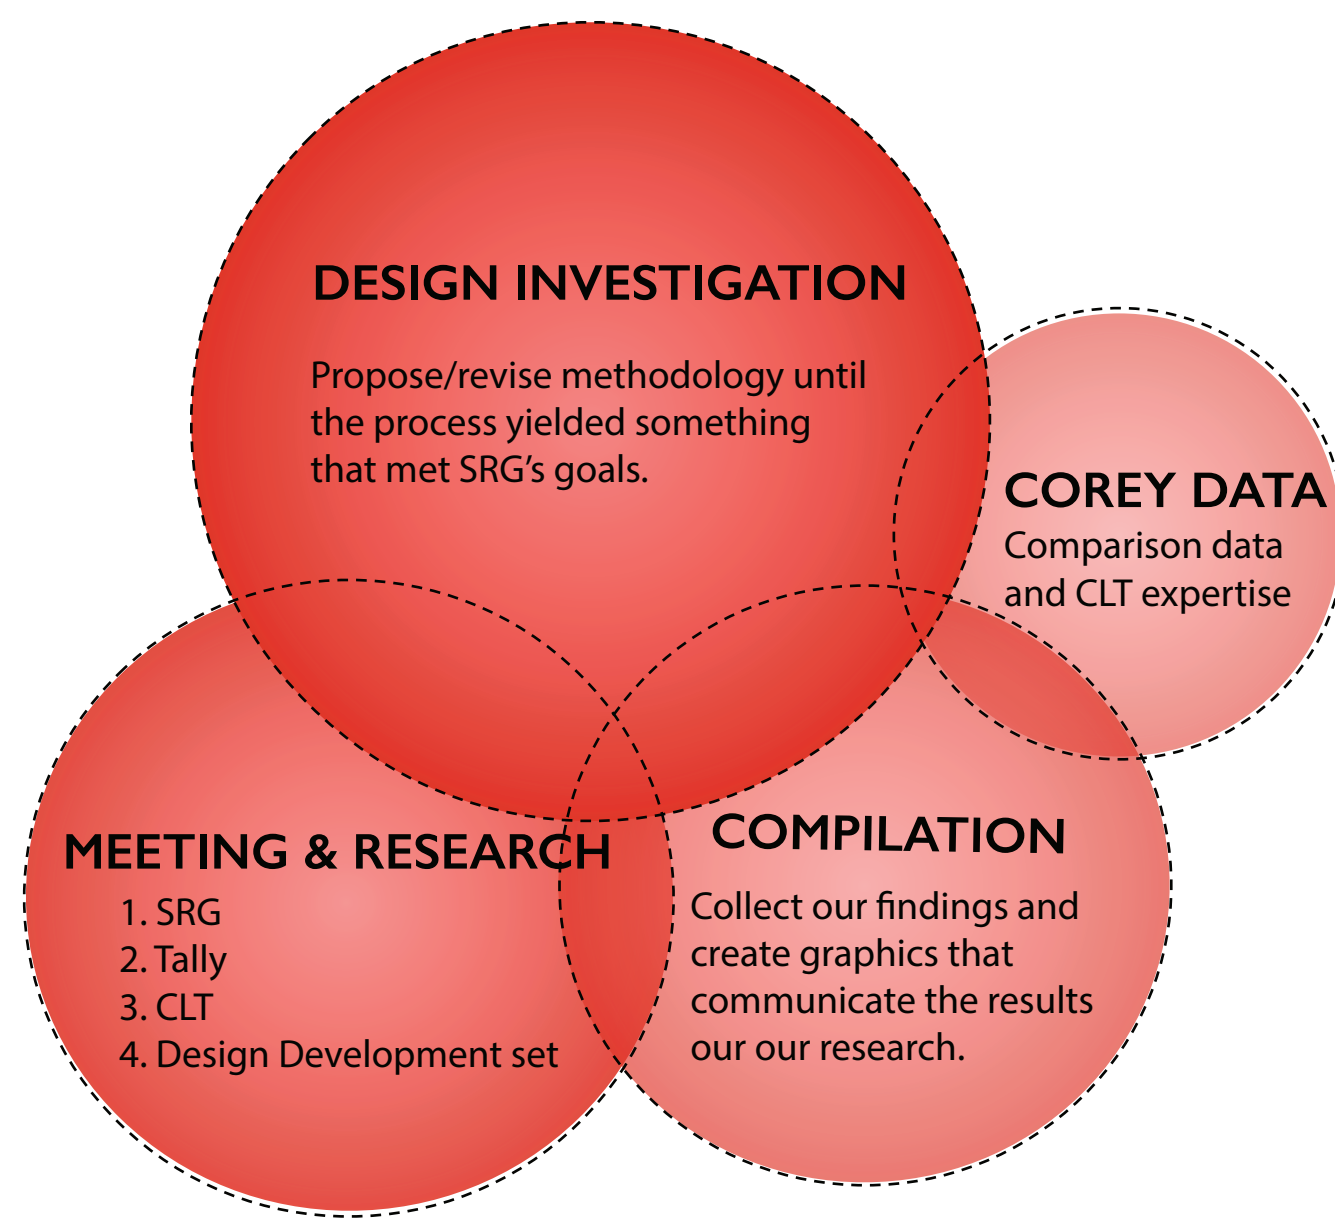 DESIGN INVESTIGATION
Propose/revise methodology until
the process yielded something
that met SRG's goals.
COREY DATA
Comparison data
and CLT expertise
MEETING & RESEARCH
1. SRG
2. Tally
3. CLT
4. Design Development set
COMPILATION
Collect our findings and
create graphics that
communicate the results
our our research.